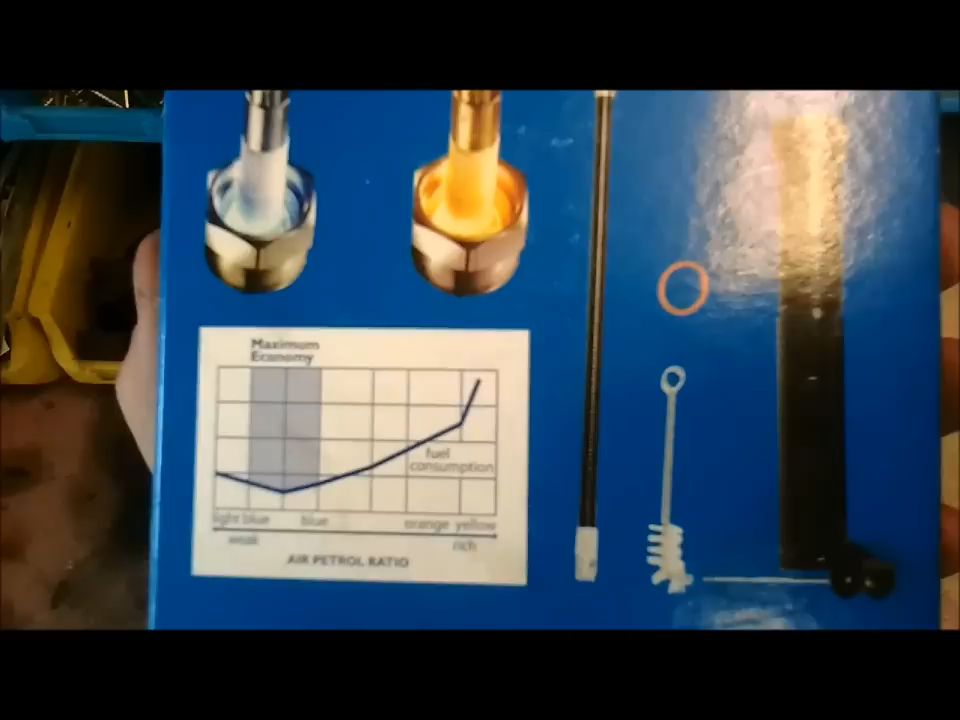 Maximum
Economy
fuel
consumption
light blue blue orange yellow
weak rich
AIR PETROL RATIO